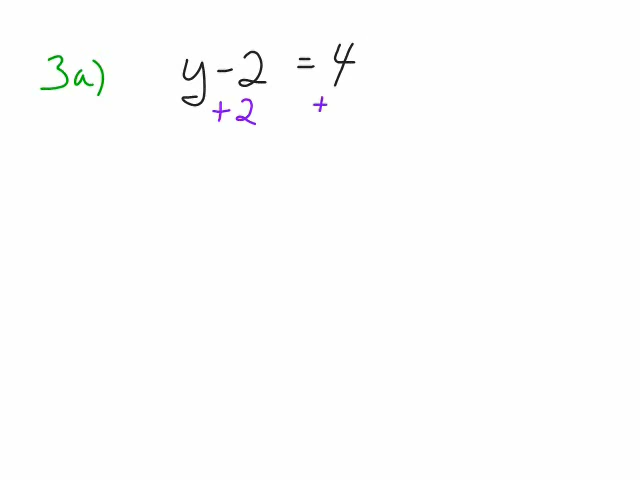 3a) y-2 = 4
+2 +